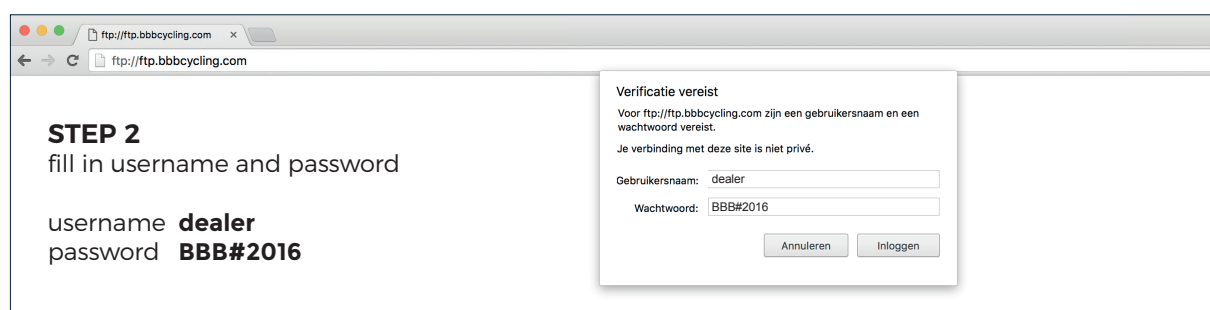 ftp://ftp.bbbcycling.com
ftp://ftp.bbbcycling.com
STEP 2
fill in username and password
username dealer
password BBB#2016
Verificatie vereist
Voor ftp://ftp.bbbcycling.com zijn een gebruikersnaam en een
wachtwoord vereist.
Je verbinding met deze site is niet privé.
Gebruikersnaam: dealer
Wachtwoord: BBB#2016
Annuleren Inloggen